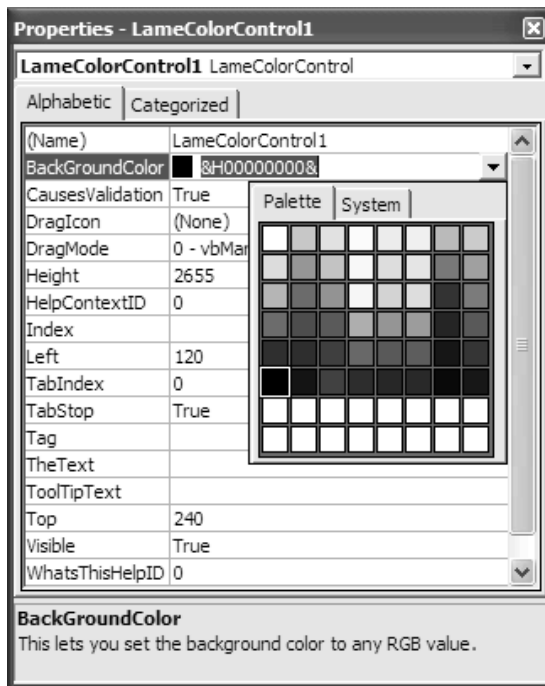 Properties - LameColorControl1
LameColorControl1 LameColorControl
Alphabetic Categorized
(Name) LameColorControl1
BackGroundColor &H00000000&
CausesValidation True
Palette System
DragIcon (None)
DragMode 0 - vbMan
Height 2655
HelpContextID 0
Index
Left 120
TabIndex 0
TabStop True
Tag
TheText
ToolTipText
Top 240
Visible True
WhatsThisHelpID 0
BackGroundColor
This lets you set the background color to any RGB value.